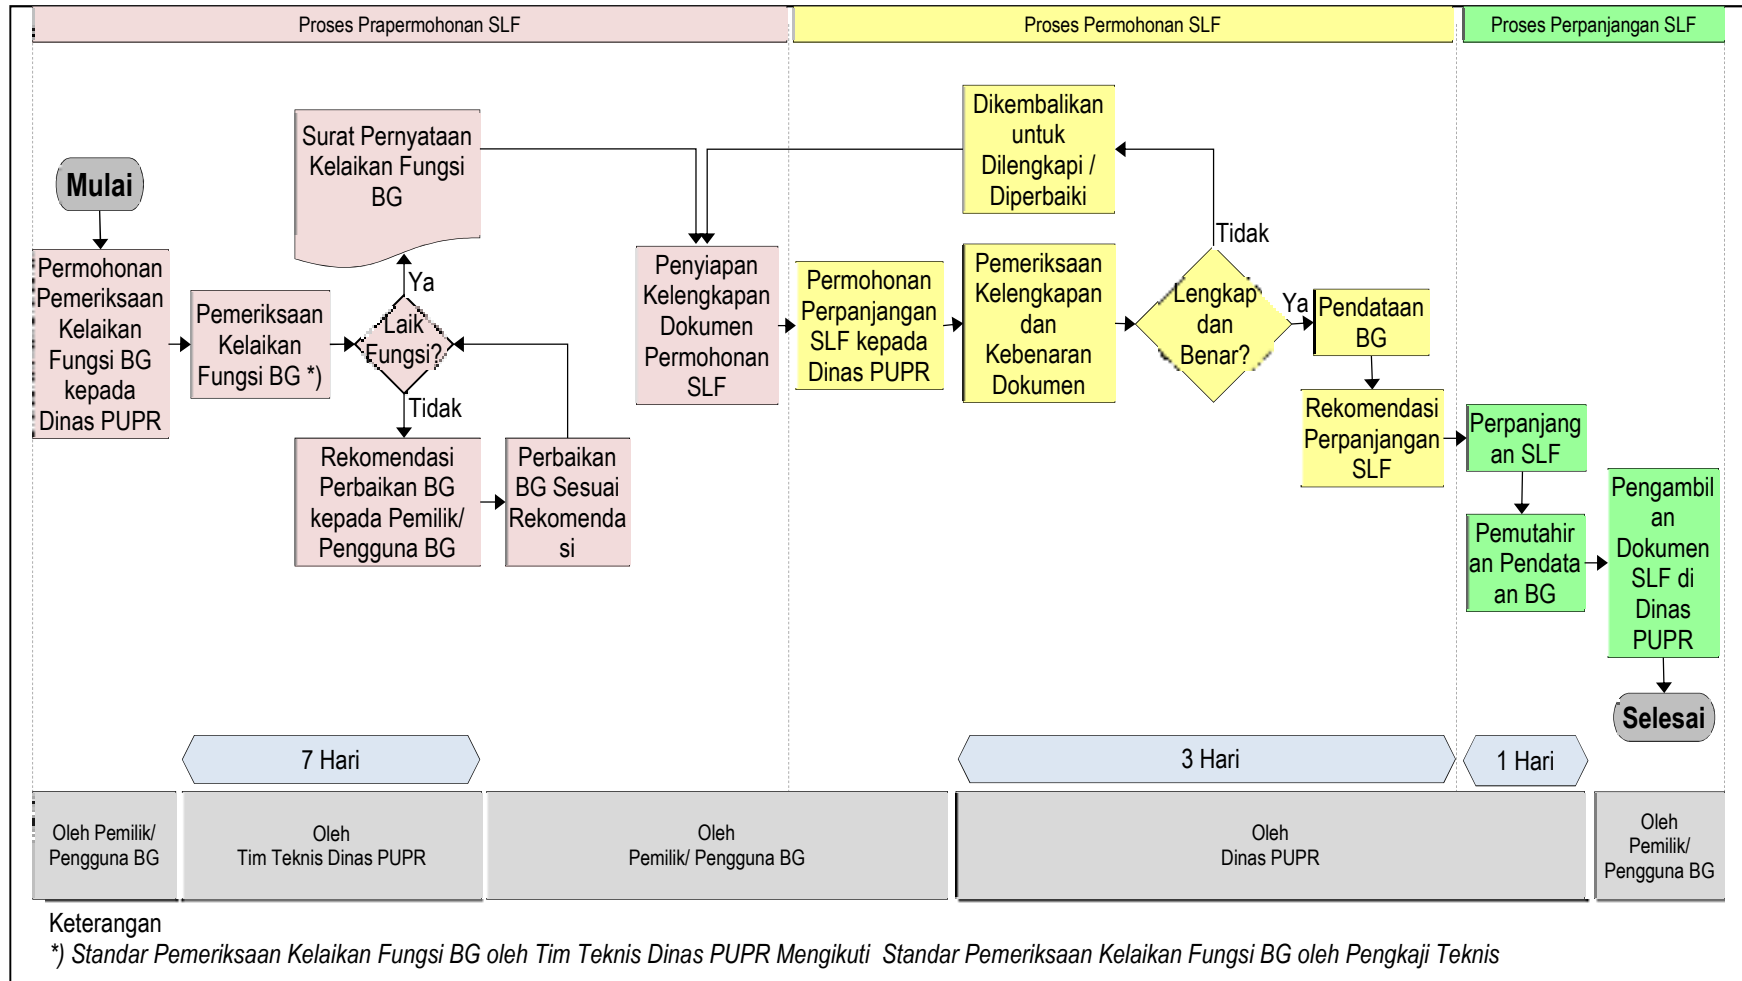 Proses Prapermohonan SLF
Proses Permohonan SLF
Proses Perpanjangan SLF
Mulai
Permohonan
Pemeriksaan
Kelaikan
Fungsi BG
kepada
Dinas PUPR
Pemeriksaan
Kelaikan
Fungsi BG *)
Laik
Fungsi?
Ya
Surat Pernyataan
Kelaikan Fungsi
BG
Tidak
Rekomendasi
Perbaikan BG
kepada Pemilik/
Pengguna BG
Perbaikan
BG Sesuai
Rekomenda
si
Penyiapan
Kelengkapan
Dokumen
Permohonan
SLF
Permohonan
Perpanjangan
SLF kepada
Dinas PUPR
Pemeriksaan
Kelengkapan
dan
Kebenaran
Dokumen
Lengkap
dan
Benar?
Tidak
Dikembalikan
untuk
Dilengkapi /
Diperbaiki
Ya
Pendataan
BG
Rekomendasi
Perpanjangan
SLF
Perpanjang
an SLF
Pemutahir
an Pendata
an BG
Pengambil
an
Dokumen
SLF di
Dinas
PUPR
Selesai
7 Hari
3 Hari
1 Hari
Oleh Pemilik/
Pengguna BG
Oleh
Tim Teknis Dinas PUPR
Oleh
Pemilik/ Pengguna BG
Oleh
Dinas PUPR
Oleh
Pemilik/
Pengguna BG
Keterangan
*) Standar Pemeriksaan Kelaikan Fungsi BG oleh Tim Teknis Dinas PUPR Mengikuti Standar Pemeriksaan Kelaikan Fungsi BG oleh Pengkaji Teknis